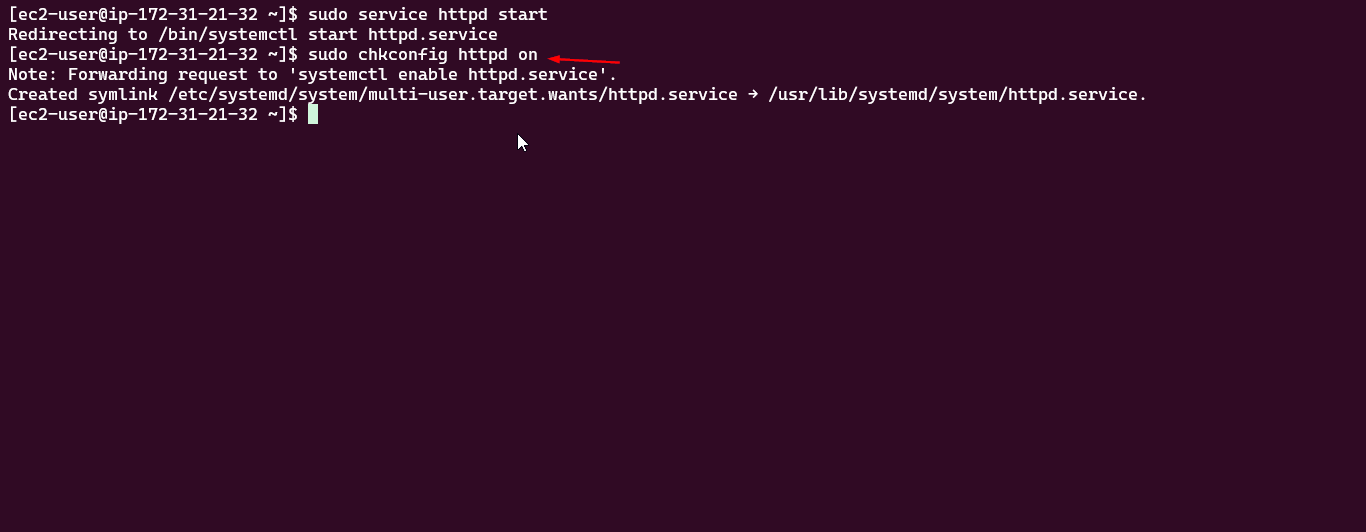 [ec2-user@ip-172-31-21-32 ~]$ sudo service httpd start
Redirecting to /bin/systemctl start httpd.service
[ec2-user@ip-172-31-21-32 ~]$ sudo chkconfig httpd on
Note: Forwarding request to 'systemctl enable httpd.service'.
Created symlink /etc/systemd/system/multi-user.target.wants/httpd.service → /usr/lib/systemd/system/httpd.service.
[ec2-user@ip-172-31-21-32 ~]$